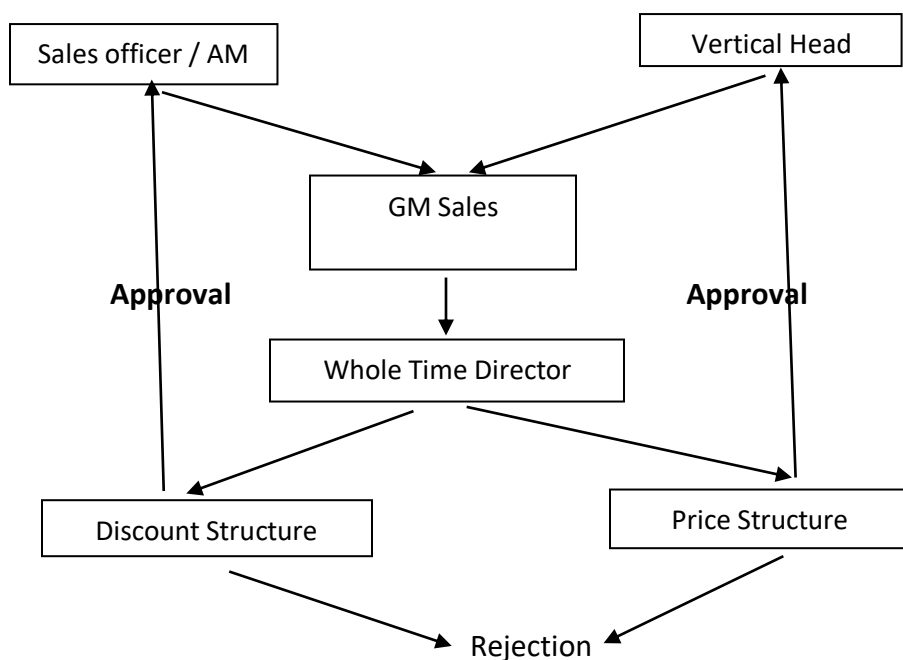 Sales officer / AM
Vertical Head
GM Sales
Approval
Approval
Whole Time Director
Discount Structure
Price Structure
Rejection